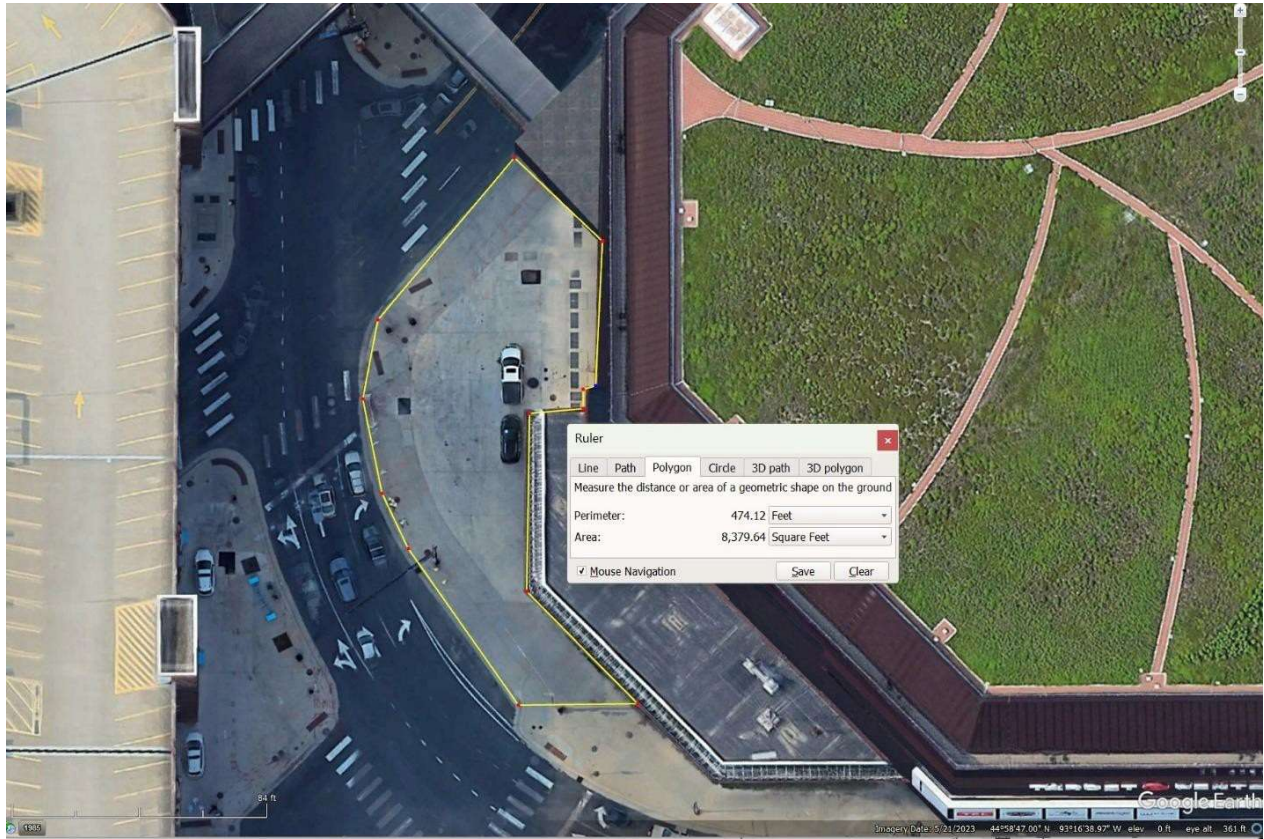 Ruler
Line Path Polygon Circle 3D path 3D polygon
Measure the distance or area of a geometric shape on the ground
Perimeter: 474.12 Feet
Area: 8,379.64 Square Feet
Mouse Navigation Save Clear
84 ft
Google Earth
1985
Imagery Date: 5/21/2023 44°58'47.00" N 93°16'38.97" W elev 0 ft eye alt 361 ft